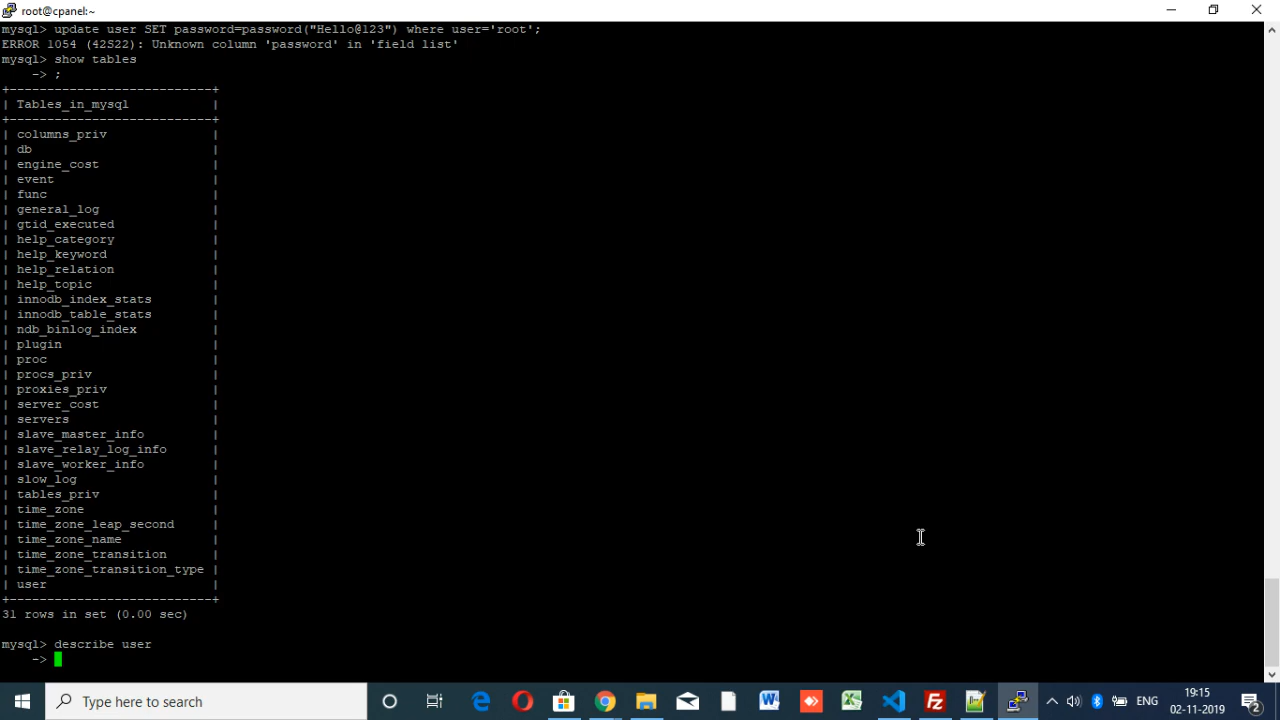 root@cpanel:~
mysql> update user SET password=password("Hello@123") where user='root';
ERROR 1054 (42S22): Unknown column 'password' in 'field list'
mysql> show tables
    -> ;
+---------------------------+
| Tables_in_mysql           |
+---------------------------+
| columns_priv              |
| db                        |
| engine_cost               |
| event                     |
| func                      |
| general_log               |
| gtid_executed             |
| help_category             |
| help_keyword              |
| help_relation             |
| help_topic                |
| innodb_index_stats        |
| innodb_table_stats        |
| ndb_binlog_index          |
| plugin                    |
| proc                      |
| procs_priv                |
| proxies_priv              |
| server_cost               |
| servers                   |
| slave_master_info         |
| slave_relay_log_info      |
| slave_worker_info         |
| slow_log                  |
| tables_priv               |
| time_zone                 |
| time_zone_leap_second     |
| time_zone_name            |
| time_zone_transition      |
| time_zone_transition_type |
| user                      |
+---------------------------+
31 rows in set (0.00 sec)
mysql> describe user
    ->
Type here to search
ENG
19:15
02-11-2019
2